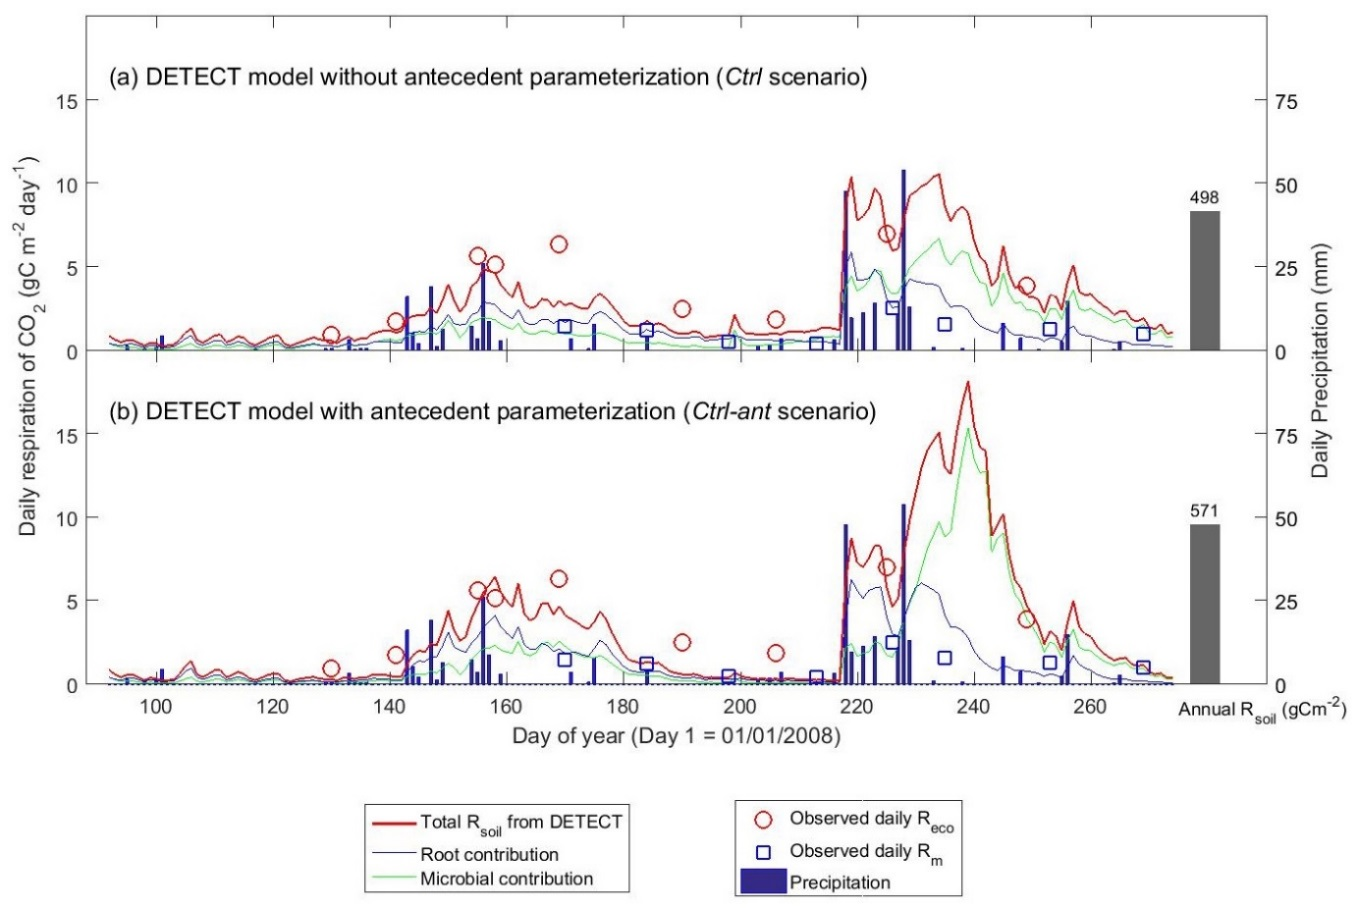 (a) DETECT model without antecedent parameterization (Ctrl scenario)
15
10
5
0
75
50
25
0
498
Daily respiration of CO2 (gC m-2 day-1)
Daily Precipitation (mm)
(b) DETECT model with antecedent parameterization (Ctrl-ant scenario)
15
10
5
0
75
50
25
0
571
100 120 140 160 180 200 220 240 260
Annual Rsoil (gCm-2)
Day of year (Day 1 = 01/01/2008)
Total Rsoil from DETECT
Root contribution
Microbial contribution
Observed daily Reco
Observed daily Rm
Precipitation